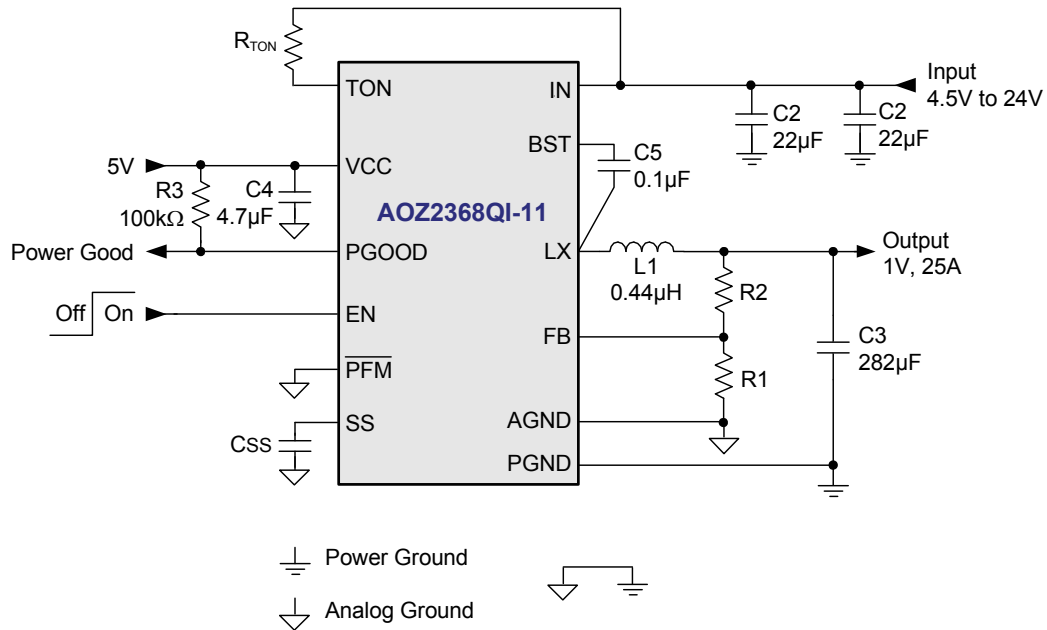 R_TON
TON
IN
Input
4.5V to 24V
C2
22µF
C2
22µF
BST
C5
0.1µF
5V
VCC
R3
100kΩ
C4
4.7µF
AOZ2368QI-11
Power Good
PGOOD
LX
L1
0.44µH
Output
1V, 25A
R2
Off
On
EN
FB
C3
282µF
PFM
R1
SS
CSS
AGND
PGND
Power Ground
Analog Ground